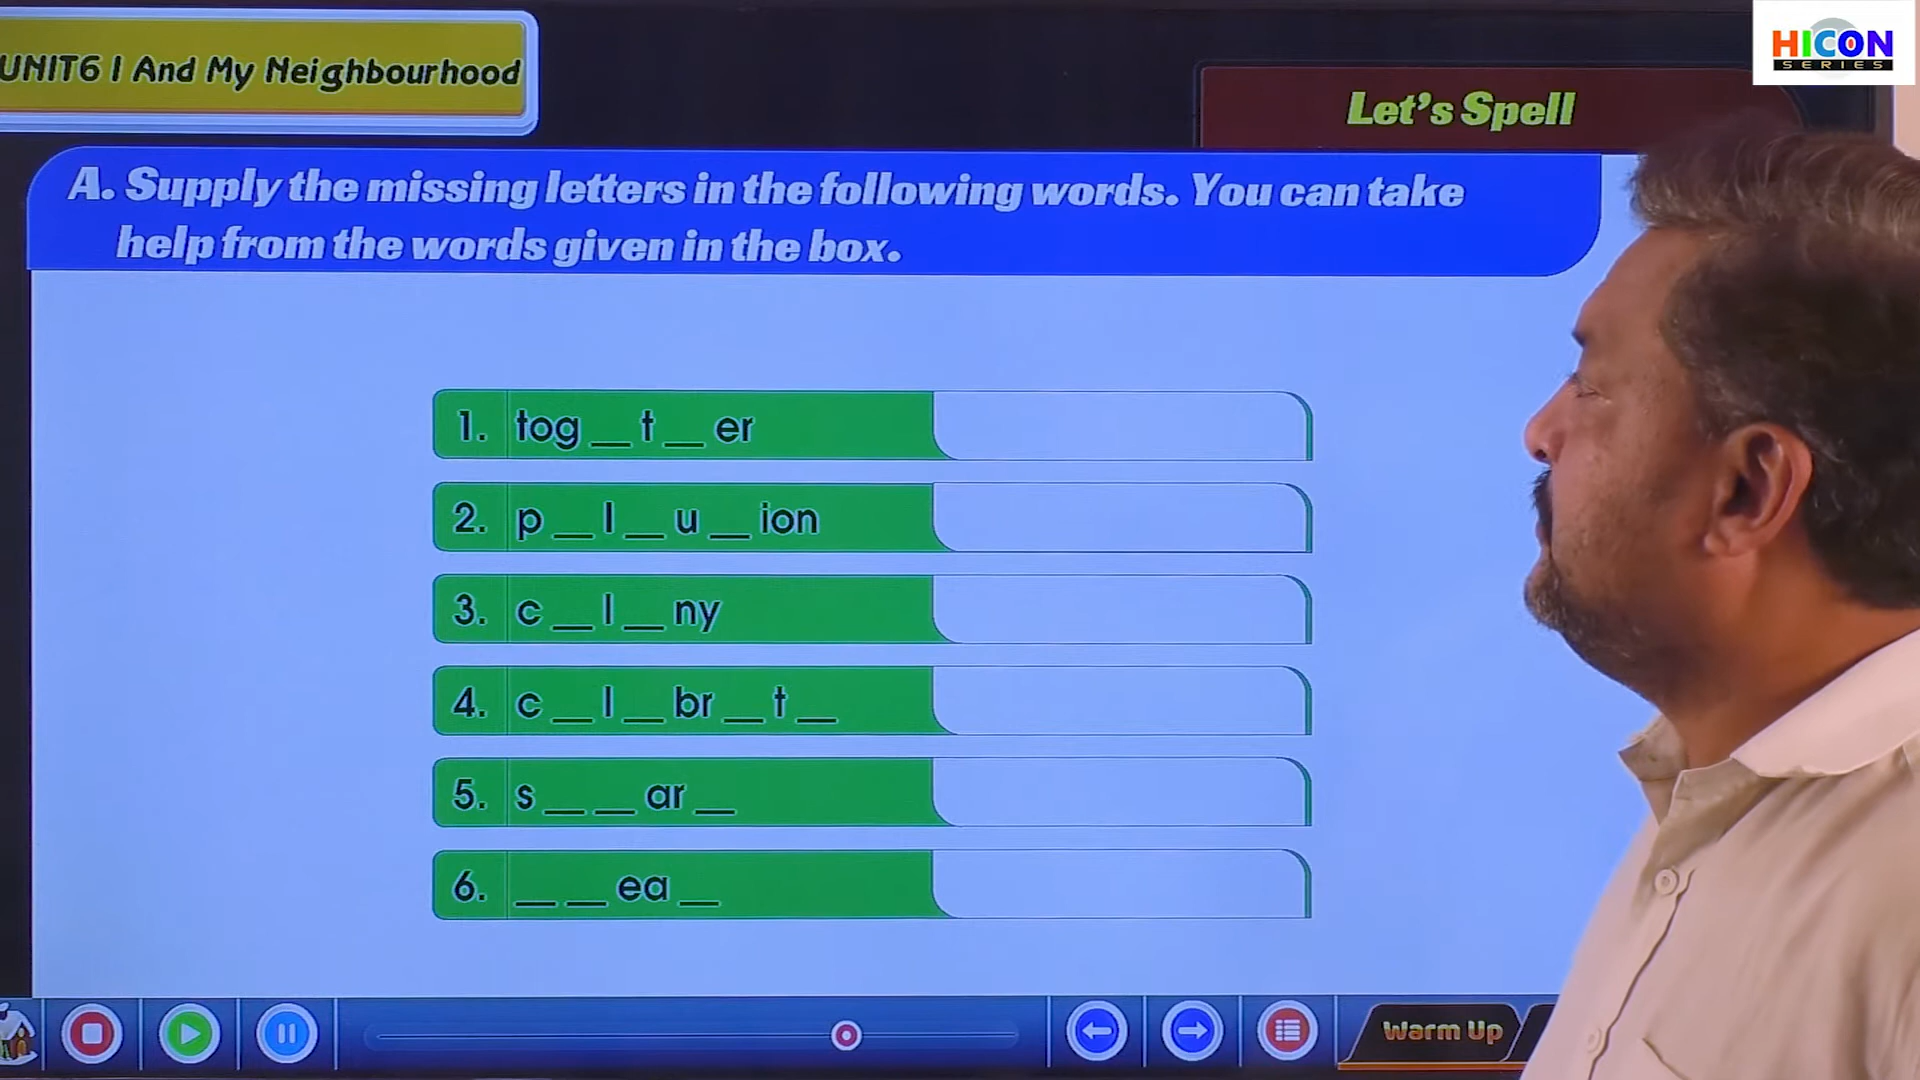 HICON
SERIES
UNIT6 I And My Neighbourhood
Let's Spell
A. Supply the missing letters in the following words. You can take
help from the words given in the box.
1. tog __ t __ er
2. p __ l __ u __ ion
3. c __ l __ ny
4. c __ l __ br __ t __
5. s __ __ ar __
6. __ __ ea __
Warm Up